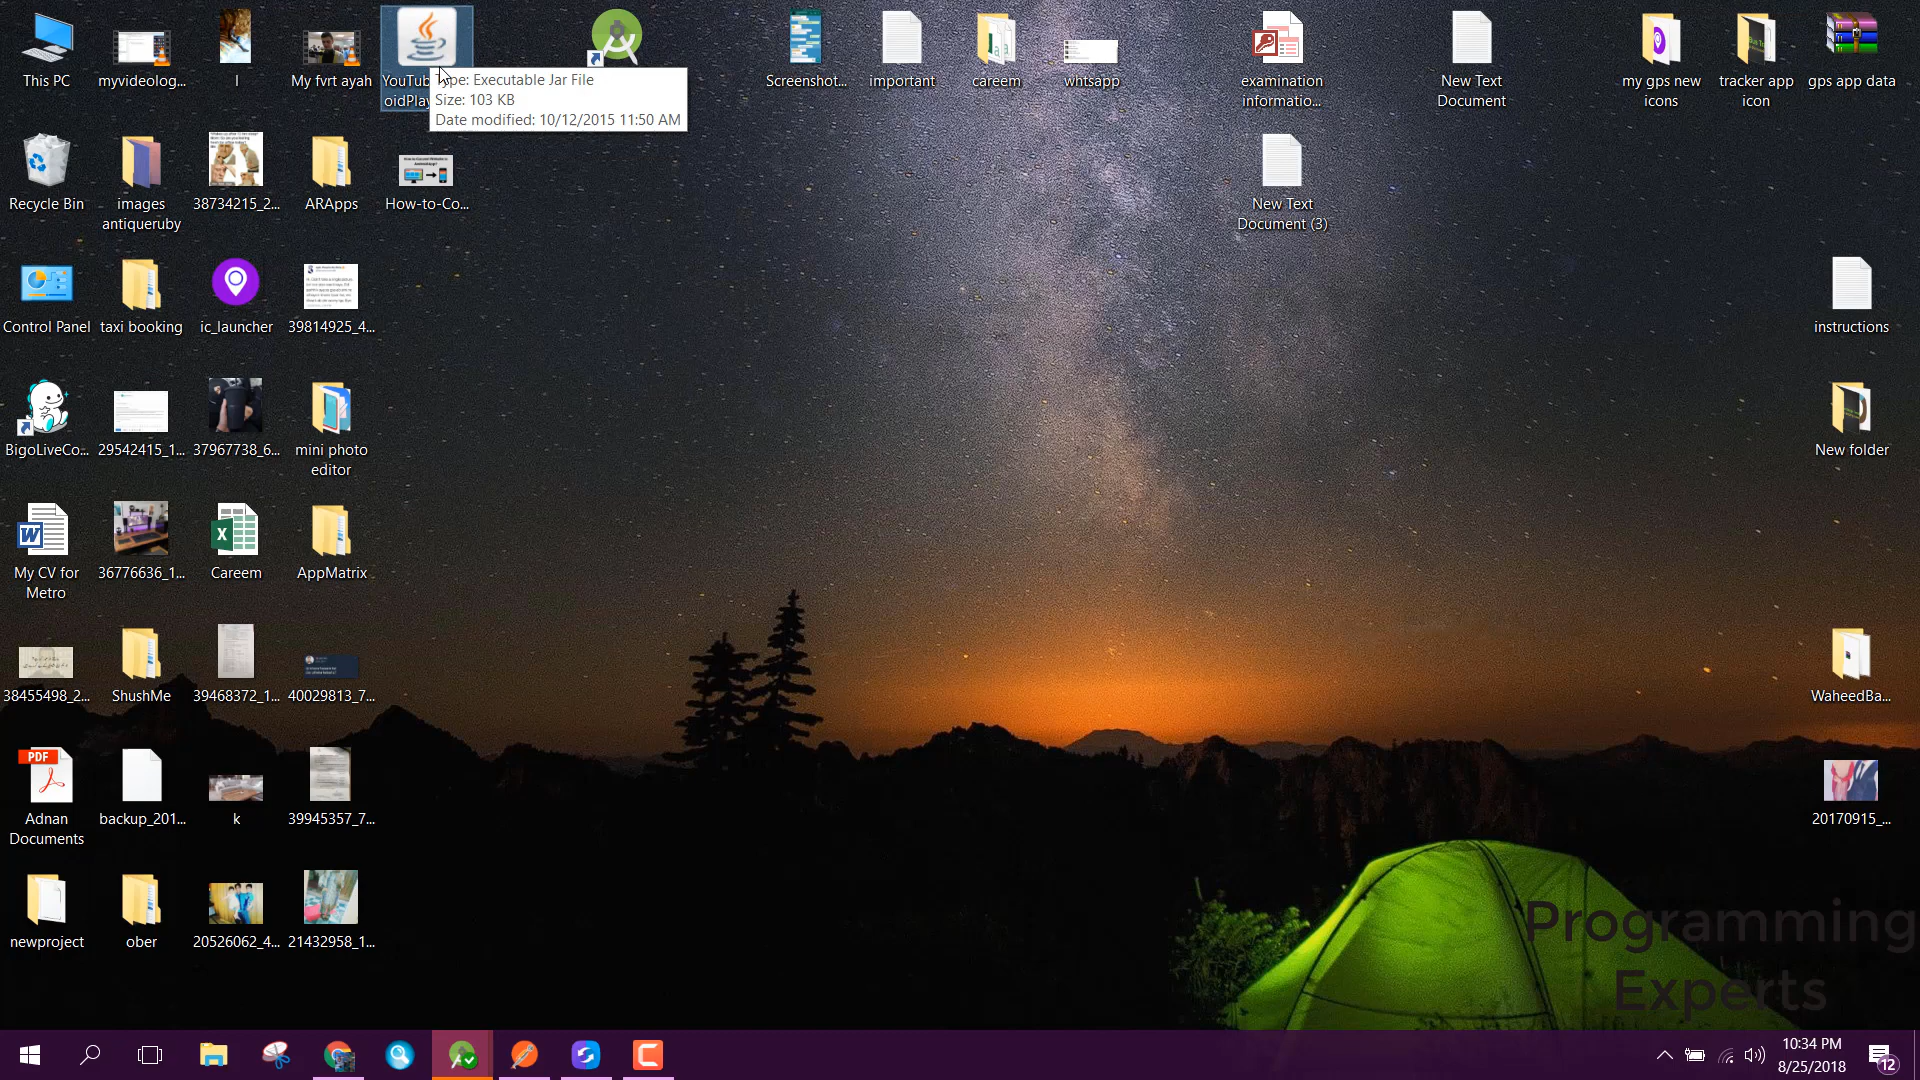 This PC
myvideolog...
l
My fvrt ayah
YouTub
oidPlay
ype: Executable Jar File
Size: 103 KB
Date modified: 10/12/2015 11:50 AM
Screenshot...
important
careem
whtsapp
examination
informatio...
New Text
Document
my gps new
icons
tracker app
icon
gps app data
Recycle Bin
images
antiqueruby
38734215_2...
ARApps
How-to-Co...
New Text
Document (3)
Control Panel
taxi booking
ic_launcher
39814925_4...
instructions
BigoLiveCo...
29542415_1...
37967738_6...
mini photo
editor
New folder
My CV for
Metro
36776636_1...
Careem
AppMatrix
38455498_2...
ShushMe
39468372_1...
40029813_7...
WaheedBa...
PDF
Adnan
Documents
backup_201...
k
39945357_7...
20170915_...
newproject
ober
20526062_4...
21432958_1...
Programming
Experts
10:34 PM
8/25/2018
12